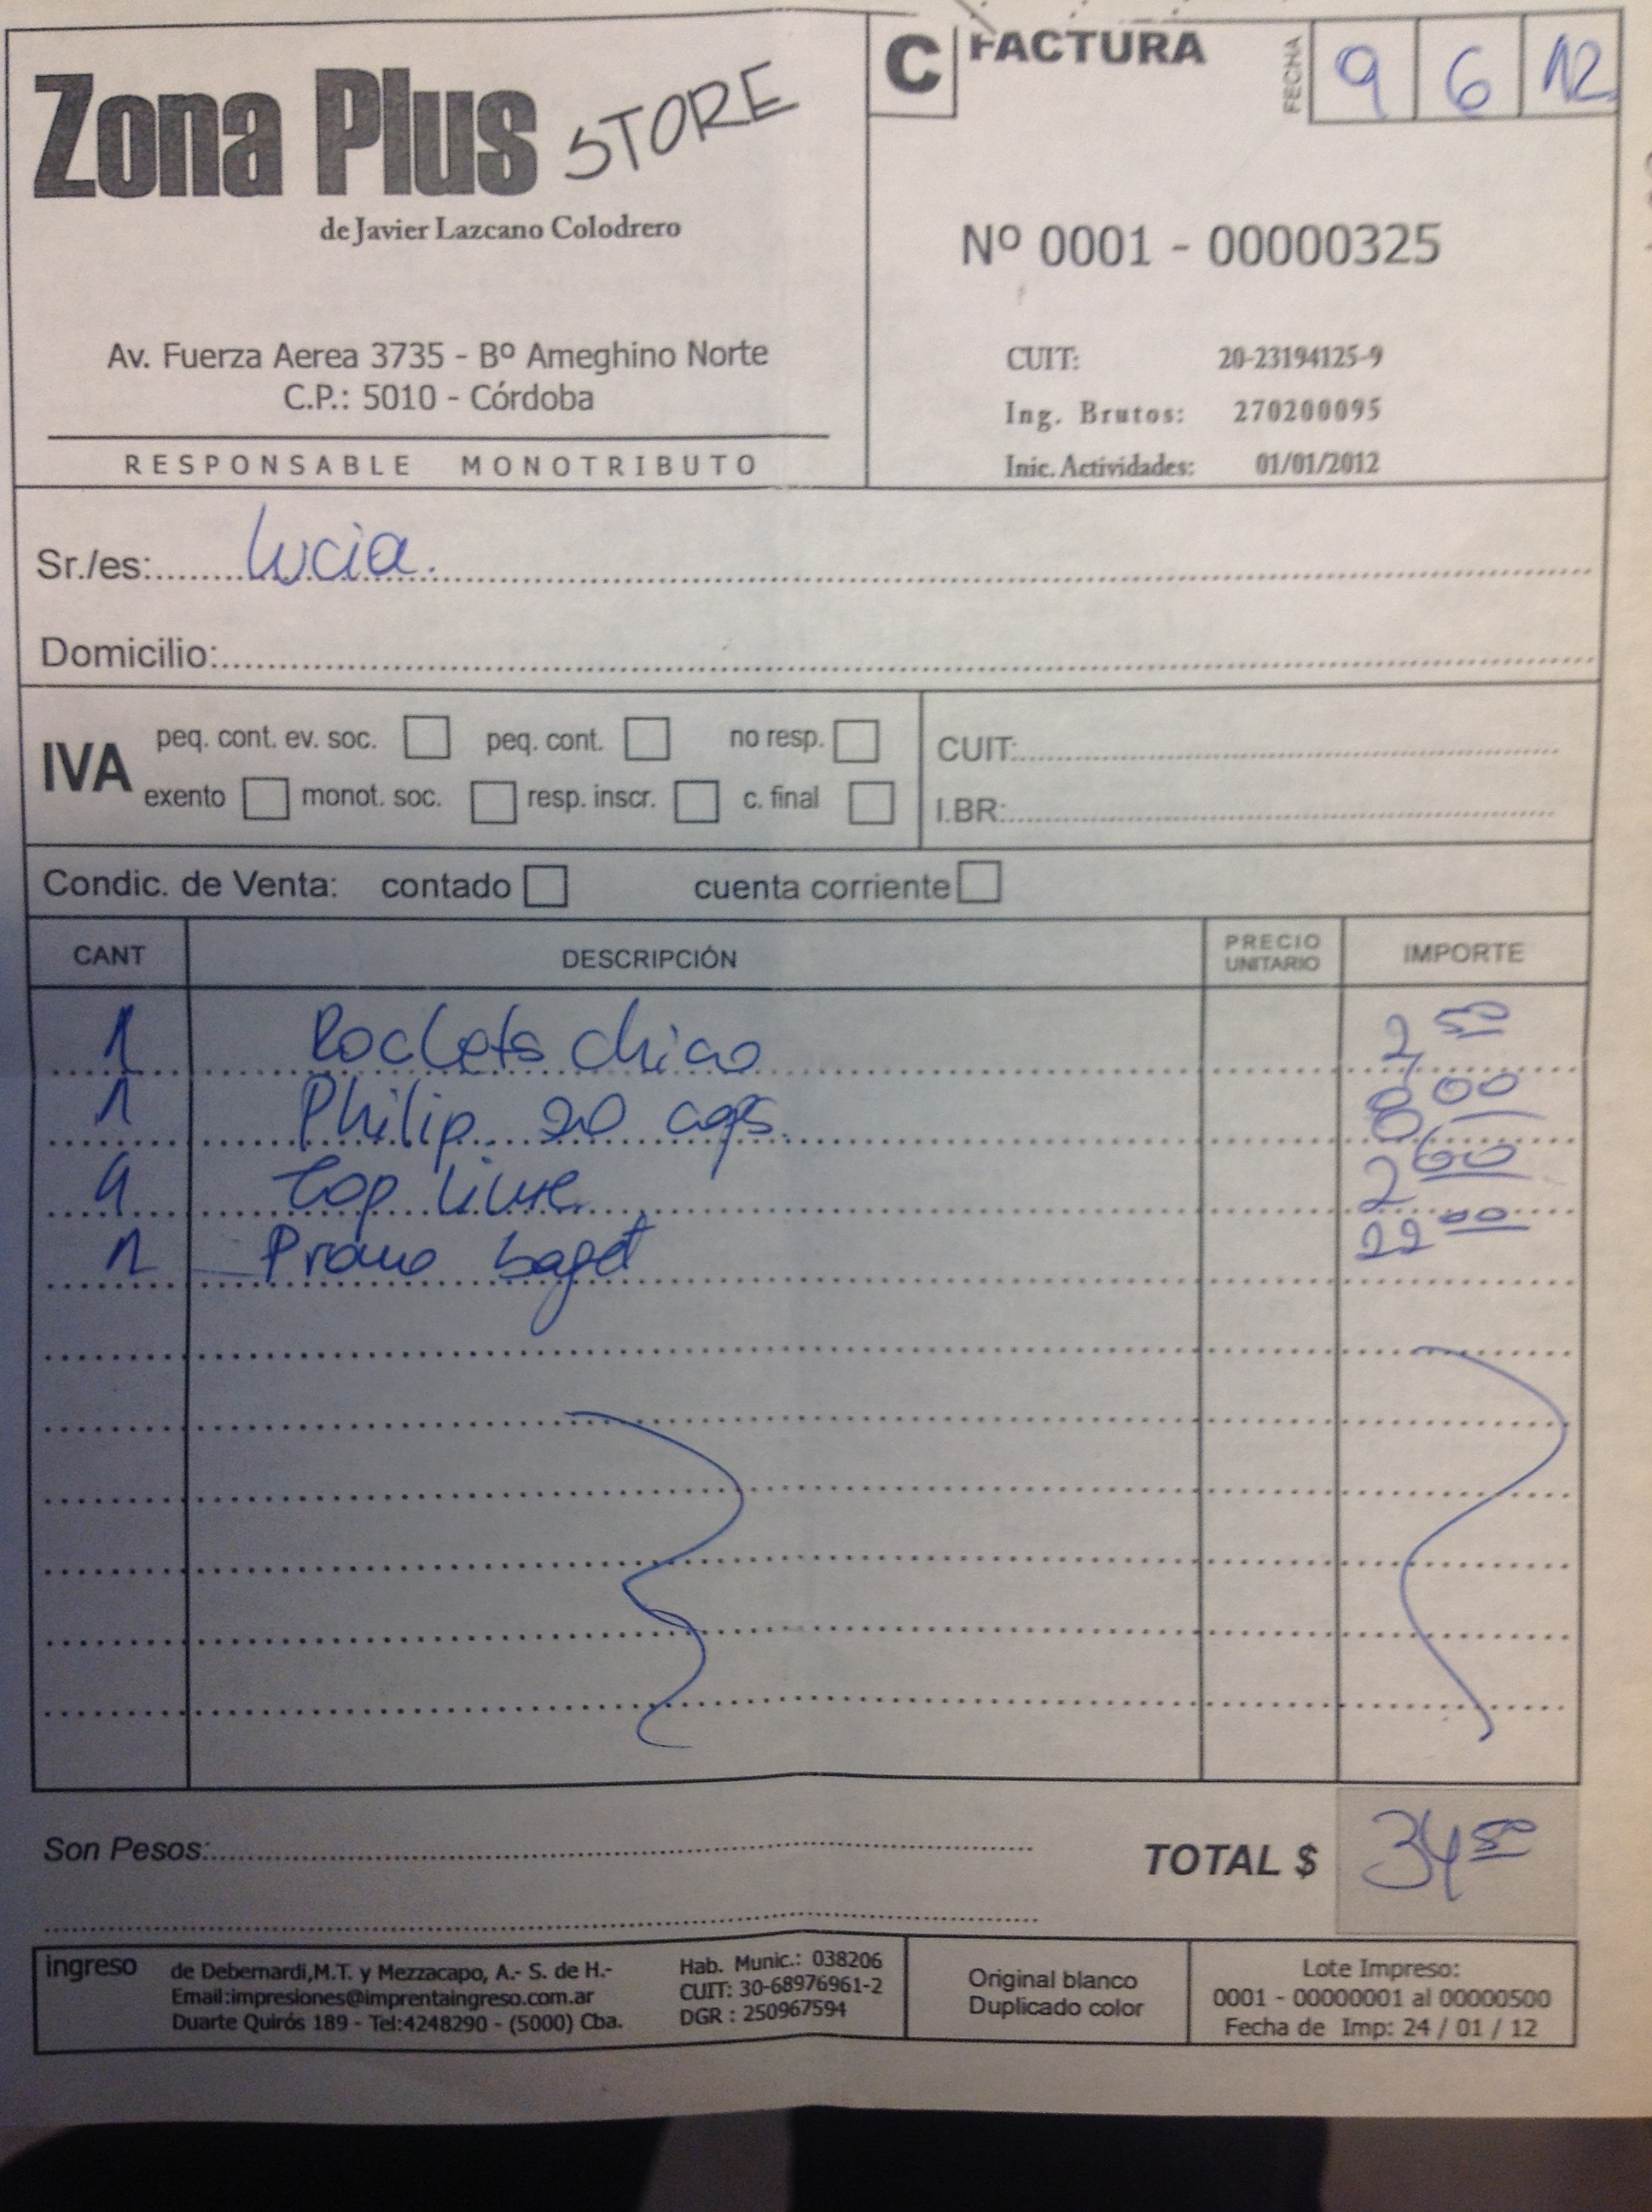 Zona Plus STORE
de Javier Lazcano Colodrero
Av. Fuerza Aerea 3735 - Bº Ameghino Norte
C.P.: 5010 - Córdoba
RESPONSABLE MONOTRIBUTO
C FACTURA
FECHA 9 6 12
Nº 0001 - 00000325
CUIT: 20-23194125-9
Ing. Brutos: 270200095
Inic. Actividades: 01/01/2012
Sr./es: Lucia.
Domicilio:
IVA
peq. cont. ev. soc. peq. cont. no resp.
exento monot. soc. resp. inscr. c. final
CUIT:
I.BR:
Condic. de Venta: contado cuenta corriente
CANT DESCRIPCIÓN PRECIO UNITARIO IMPORTE
1 Rocklets chico 2,50
1 Philip 20 cags. 8,00
Top Line 2,60
1 Promo baget 22,00
Son Pesos:
TOTAL $ 34,50
ingreso
de Debernardi,M.T. y Mezzacapo, A.- S. de H.-
Email:impresiones@imprentaingreso.com.ar
Duarte Quirós 189 - Tel:4248290 - (5000) Cba.
Hab. Munic.: 038206
CUIT: 30-68976961-2
DGR : 250967594
Original blanco
Duplicado color
Lote Impreso:
0001 - 00000001 al 00000500
Fecha de Imp: 24 / 01 / 12